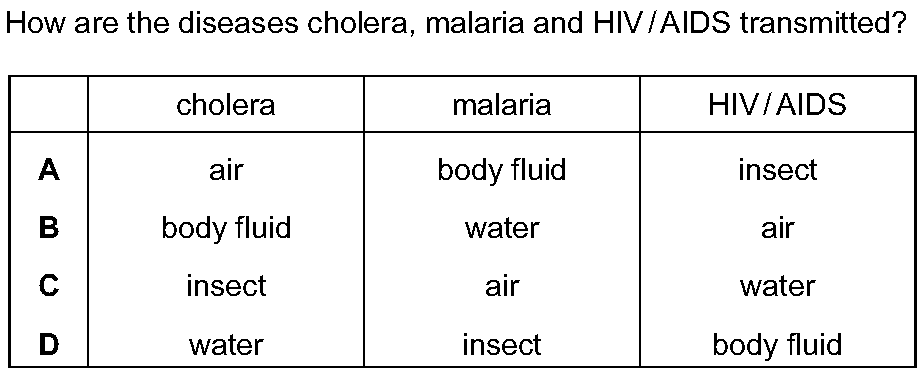 How are the diseases cholera, malaria and HIV/AIDS transmitted?
cholera malaria HIV/AIDS
A air body fluid insect
B body fluid water air
C insect air water
D water insect body fluid